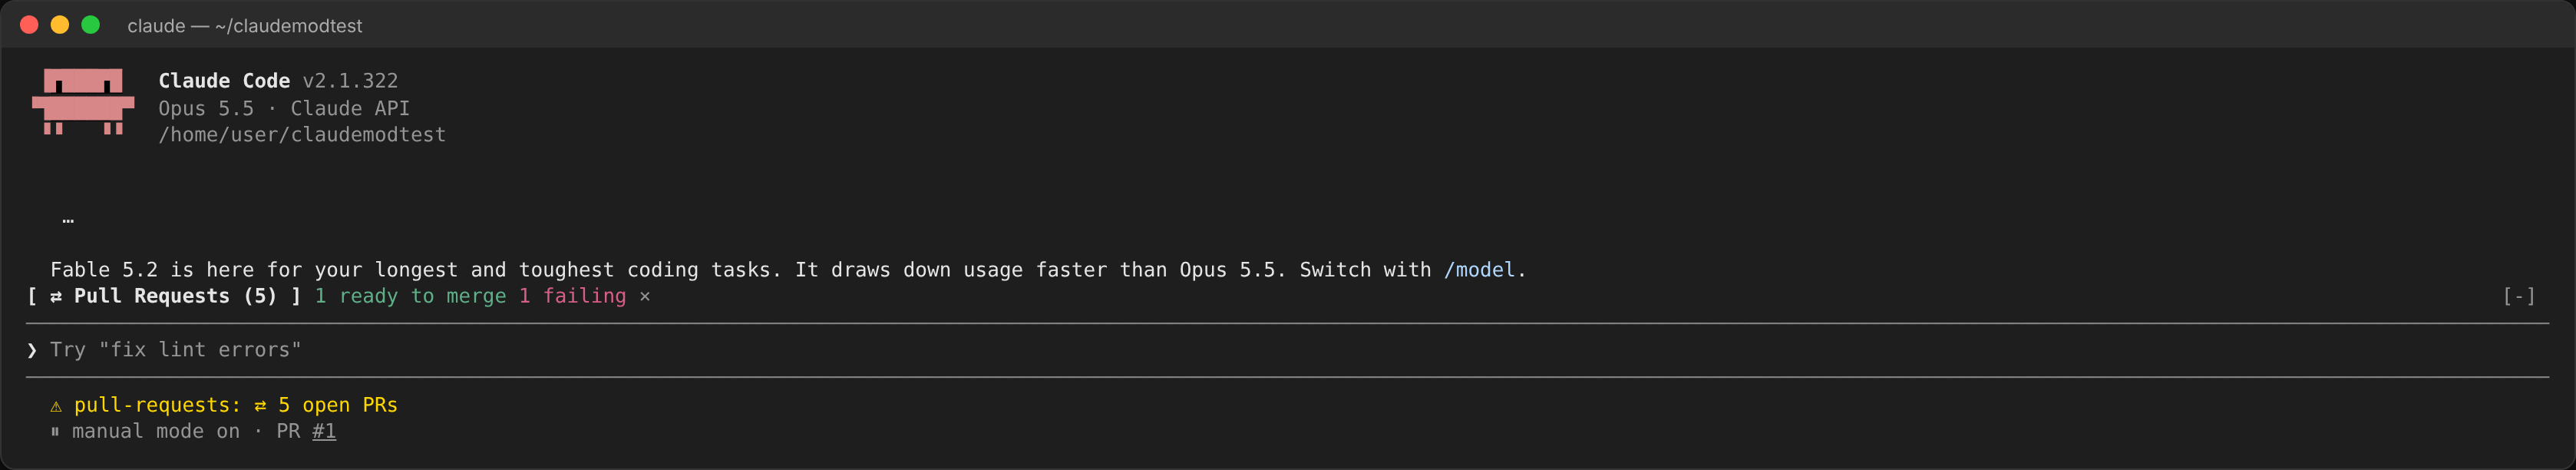 claude — ~/claudemodtest
Claude Code v2.1.322
Opus 5.5 · Claude API
/home/user/claudemodtest
…
Fable 5.2 is here for your longest and toughest coding tasks. It draws down usage faster than Opus 5.5. Switch with /model.
[ ⇄ Pull Requests (5) ] 1 ready to merge 1 failing × [-]
❯ Try "fix lint errors"
⚠ pull-requests: ⇄ 5 open PRs
⏸ manual mode on · PR #1